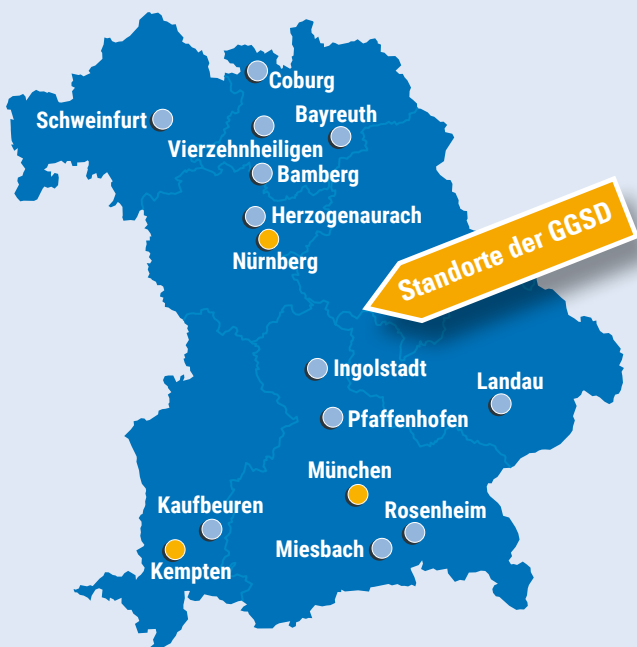 Coburg
Schweinfurt
Bayreuth
Vierzehnheiligen
Bamberg
Herzogenaurach
Nürnberg
Standorte der GGSD
Ingolstadt
Landau
Pfaffenhofen
München
Kaufbeuren
Rosenheim
Miesbach
Kempten